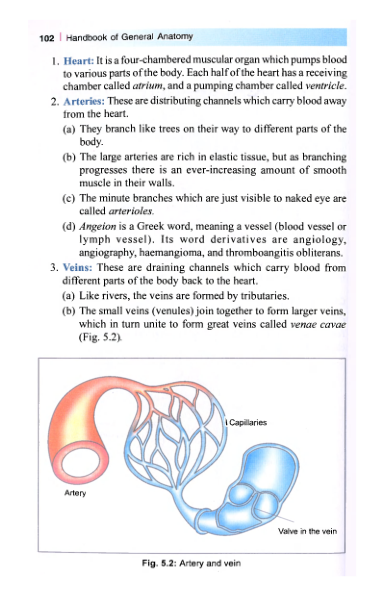 102 | Handbook of General Anatomy
1. Heart: It is a four-chambered muscular organ which pumps blood
to various parts of the body. Each half of the heart has a receiving
chamber called atrium, and a pumping chamber called ventricle.
2. Arteries: These are distributing channels which carry blood away
from the heart.
(a) They branch like trees on their way to different parts of the
body.
(b) The large arteries are rich in elastic tissue, but as branching
progresses there is an ever-increasing amount of smooth
muscle in their walls.
(c) The minute branches which are just visible to naked eye are
called arterioles.
(d) Angeion is a Greek word, meaning a vessel (blood vessel or
lymph vessel). Its word derivatives are angiology,
angiography, haemangioma, and thromboangitis obliterans.
3. Veins: These are draining channels which carry blood from
different parts of the body back to the heart.
(a) Like rivers, the veins are formed by tributaries.
(b) The small veins (venules) join together to form larger veins,
which in turn unite to form great veins called venae cavae
(Fig. 5.2).
Capillaries
Artery
Valve in the vein
Fig. 5.2: Artery and vein